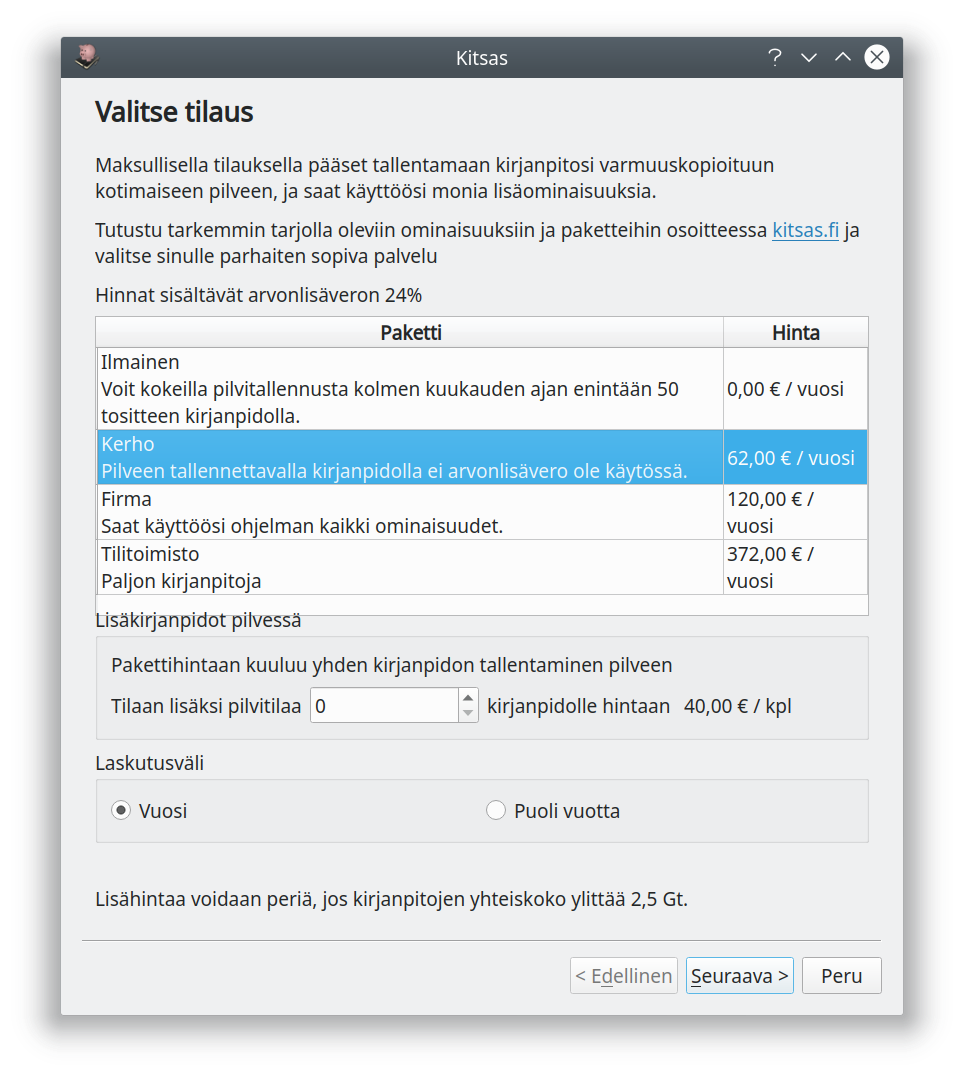 Kitsas
Valitse tilaus
Maksullisella tilauksella pääset tallentamaan kirjanpitosi varmuuskopioituun
kotimaiseen pilveen, ja saat käyttöösi monia lisäominaisuuksia.
Tutustu tarkemmin tarjolla oleviin ominaisuuksiin ja paketteihin osoitteessa kitsas.fi ja
valitse sinulle parhaiten sopiva palvelu
Hinnat sisältävät arvonlisäveron 24%
Paketti Hinta
Ilmainen
Voit kokeilla pilvitallennusta kolmen kuukauden ajan enintään 50
tositteen kirjanpidolla.
0,00 € / vuosi
Kerho
Pilveen tallennettavalla kirjanpidolla ei arvonlisävero ole käytössä.
62,00 € / vuosi
Firma
Saat käyttöösi ohjelman kaikki ominaisuudet.
120,00 € /
vuosi
Tilitoimisto
Paljon kirjanpitoja
372,00 € /
vuosi
Lisäkirjanpidot pilvessä
Pakettihintaan kuuluu yhden kirjanpidon tallentaminen pilveen
Tilaan lisäksi pilvitilaa 0 kirjanpidolle hintaan 40,00 € / kpl
Laskutusväli
Vuosi Puoli vuotta
Lisähintaa voidaan periä, jos kirjanpitojen yhteiskoko ylittää 2,5 Gt.
< Edellinen Seuraava > Peru